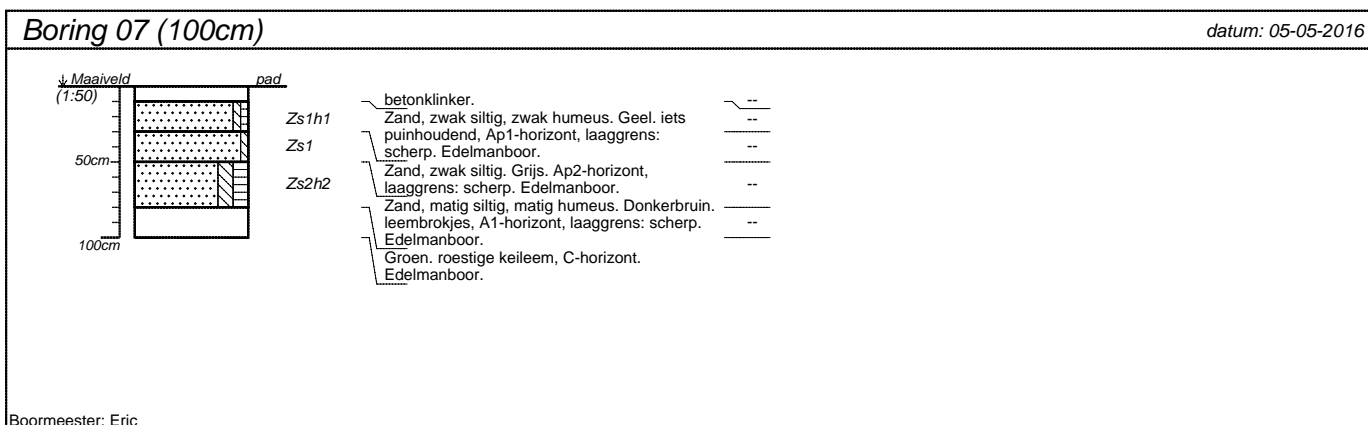 Boring 07 (100cm)
datum: 05-05-2016
Maaiveld
pad
(1:50)
50cm
100cm
Zs1h1
Zs1
Zs2h2
betonklinker.
Zand, zwak siltig, zwak humeus. Geel. iets
puinhoudend, Ap1-horizont, laaggrens:
scherp. Edelmanboor.
Zand, zwak siltig. Grijs. Ap2-horizont,
laaggrens: scherp. Edelmanboor.
Zand, matig siltig, matig humeus. Donkerbruin.
leembrokjes, A1-horizont, laaggrens: scherp.
Edelmanboor.
Groen. roestige keileem, C-horizont.
Edelmanboor.
--
--
--
--
--
Boormeester: Eric